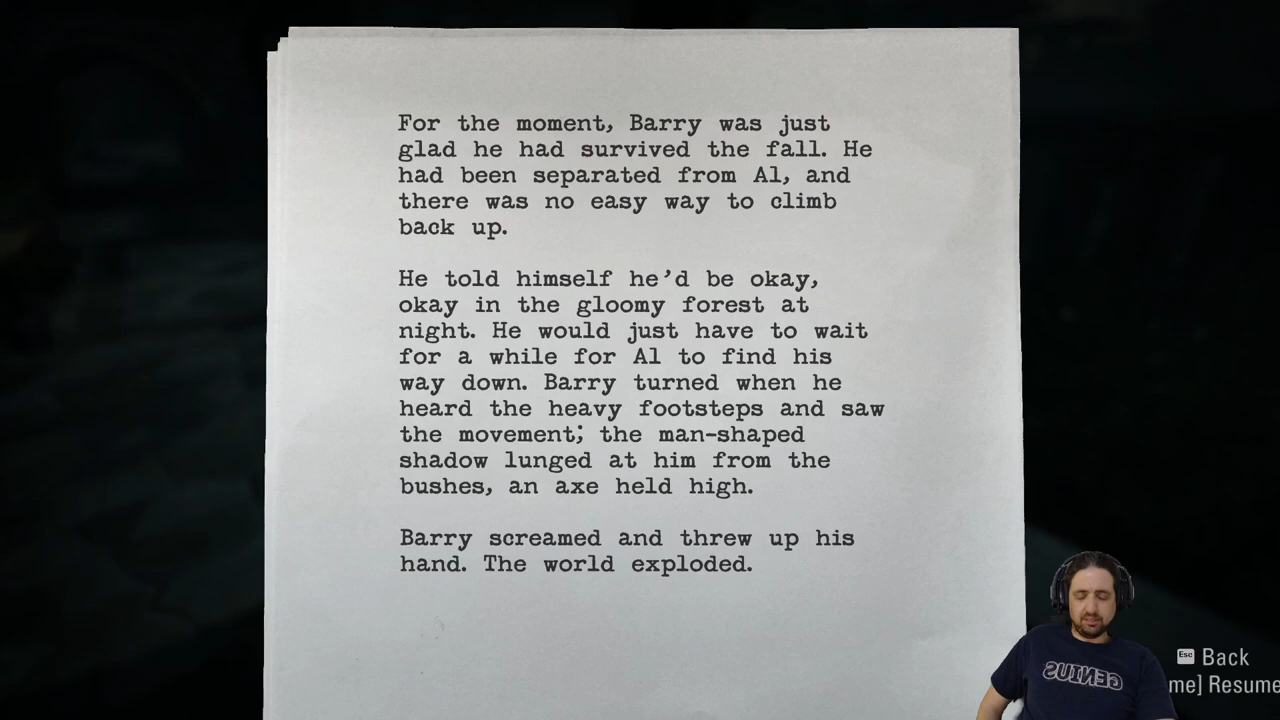 For the moment, Barry was just
glad he had survived the fall. He
had been separated from Al, and
there was no easy way to climb
back up.
He told himself he'd be okay,
okay in the gloomy forest at
night. He would just have to wait
for a while for Al to find his
way down. Barry turned when he
heard the heavy footsteps and saw
the movement; the man-shaped
shadow lunged at him from the
bushes, an axe held high.
Barry screamed and threw up his
hand. The world exploded.
GENIUS
Esc Back
me] Resume